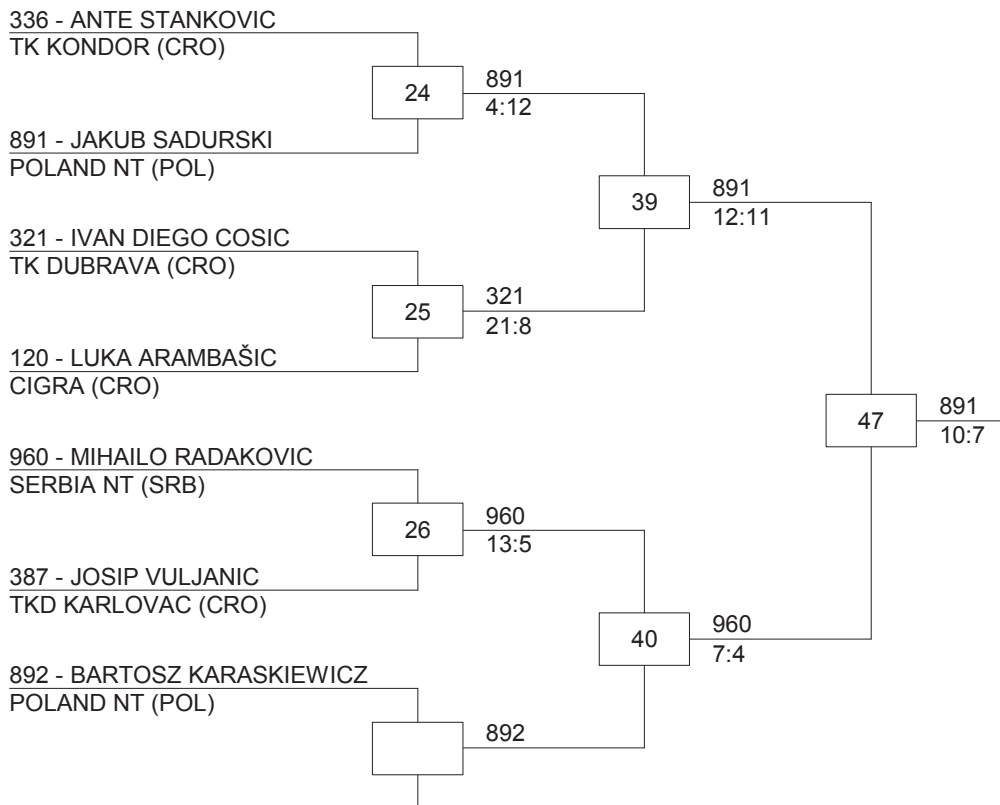 336 - ANTE STANKOVIC
TK KONDOR (CRO)
24
891
4:12
891 - JAKUB SADURSKI
POLAND NT (POL)
39
891
12:11
321 - IVAN DIEGO COSIC
TK DUBRAVA (CRO)
25
321
21:8
120 - LUKA ARAMBAŠIC
CIGRA (CRO)
47
891
10:7
960 - MIHAILO RADAKOVIC
SERBIA NT (SRB)
26
960
13:5
387 - JOSIP VULJANIC
TKD KARLOVAC (CRO)
40
960
7:4
892 - BARTOSZ KARASKIEWICZ
POLAND NT (POL)
892